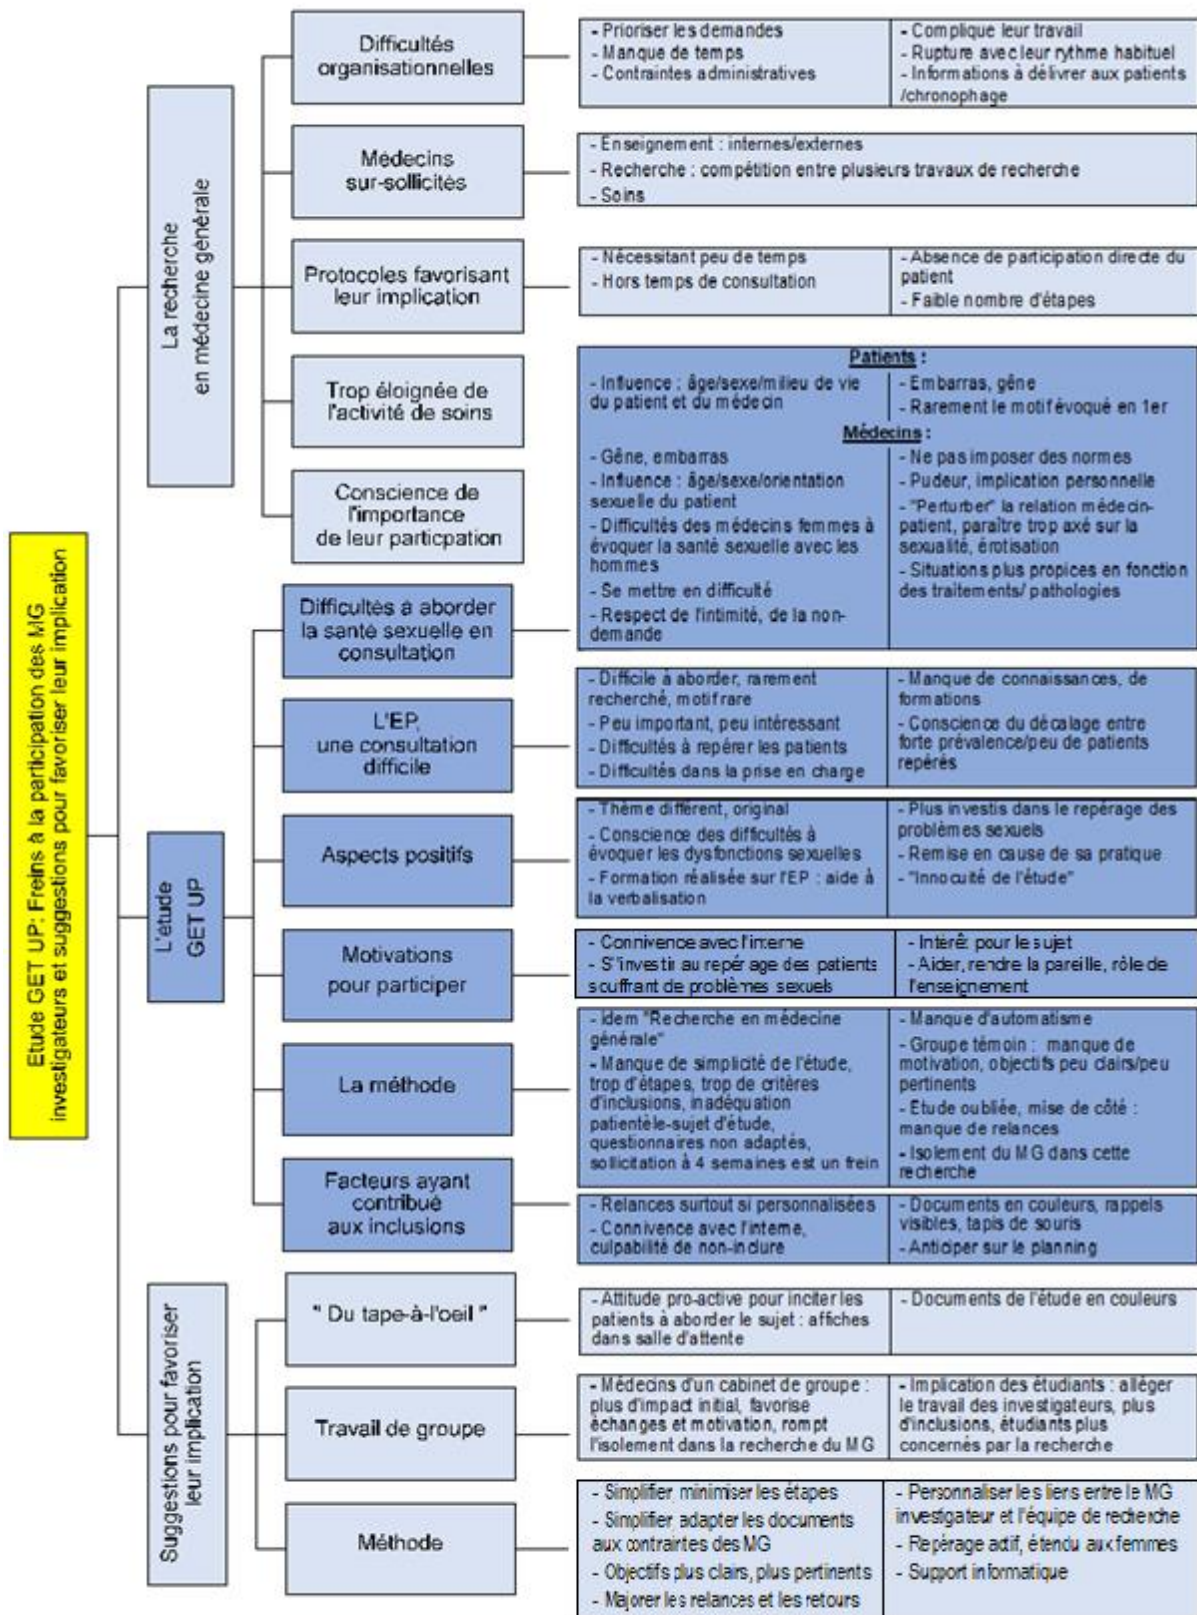 Etude GET UP: Freins à la participation des MG
investigateurs et suggestions pour favoriser leur implication
La recherche
en médecine générale
Difficultés
organisationnelles
- Prioriser les demandes
- Manque de temps
- Contraintes administratives
- Complique leur travail
- Rupture avec leur rythme habituel
- Informations à délivrer aux patients
/chronophage
Médecins
sur-sollicités
- Enseignement : internes/externes
- Recherche : compétition entre plusieurs travaux de recherche
- Soins
Protocoles favorisant
leur implication
- Nécessitant peu de temps
- Hors temps de consultation
- Absence de participation directe du
patient
- Faible nombre d'étapes
Trop éloignée de
l'activité de soins
Conscience de
l'importance
de leur particpation
L'étude
GET UP
Difficultés à aborder
la santé sexuelle en
consultation
Patients :
- Influence : âge/sexe/milieu de vie
du patient et du médecin
- Embarras, gêne
- Rarement le motif évoqué en 1er
Médecins :
- Gêne, embarras
- Influence : âge/sexe/orientation
sexuelle du patient
- Difficultés des médecins femmes à
évoquer la santé sexuelle avec les
hommes
- Se mettre en difficulté
- Respect de l'intimité, de la non-
demande
- Ne pas imposer des normes
- Pudeur, implication personnelle
- "Perturber" la relation médecin-
patient, paraître trop axé sur la
sexualité, érotisation
- Situations plus propices en fonction
des traitements/ pathologies
L'EP,
une consultation
difficile
- Difficile à aborder, rarement
recherché, motif rare
- Peu important, peu intéressant
- Difficultés à repérer les patients
- Difficultés dans la prise en charge
- Manque de connaissances, de
formations
- Conscience du décalage entre
forte prévalence/peu de patients
repérés
Aspects positifs
- Thème différent, original
- Conscience des difficultés à
évoquer les dysfonctions sexuelles
- Formation réalisée sur l'EP : aide à
la verbalisation
- Plus investis dans le repérage des
problèmes sexuels
- Remise en cause de sa pratique
- "Innocuité de l'étude"
Motivations
pour participer
- Connivence avec l'interne
- S''investir au repérage des patients
souffrant de problèmes sexuels
- Intérêt pour le sujet
- Aider, rendre la pareille, rôle de
l'enseignement
La méthode
- Idem "Recherche en médecine
générale"
- Manque de simplicité de l'étude,
trop d'étapes, trop de critères
d'inclusions, inadéquation
patientèle-sujet d'étude,
questionnaires non adaptés,
sollicitation à 4 semaines est un frein
- Manque d'automatisme
- Groupe témoin : manque de
motivation, objectifs peu clairs/peu
pertinents
- Etude oubliée, mise de côté :
manque de relances
- Isolement du MG dans cette
recherche
Facteurs ayant
contribué
aux inclusions
- Relances surtout si personnalisées
- Connivence avec l'interne,
culpabilité de non-inclure
- Documents en couleurs, rappels
visibles, tapis de souris
- Anticiper sur le planning
Suggestions pour favoriser
leur implication
" Du tape-à-l'oeil "
- Attitude pro-active pour inciter les
patients à aborder le sujet : affiches
dans salle d'attente
- Documents de l'étude en couleurs
Travail de groupe
- Médecins d'un cabinet de groupe :
plus d'impact initial, favorise
échanges et motivation, rompt
l'isolement dans la recherche du MG
- Implication des étudiants : alléger
le travail des investigateurs, plus
d'inclusions, étudiants plus
concernés par la recherche
Méthode
- Simplifier, minimiser les étapes
- Simplifier adapter les documents
aux contraintes des MG
- Objectifs plus clairs, plus pertinents
- Majorer les relances et les retours
- Personnaliser les liens entre le MG
investigateur et l'équipe de recherche
- Repérage actif, étendu aux femmes
- Support informatique